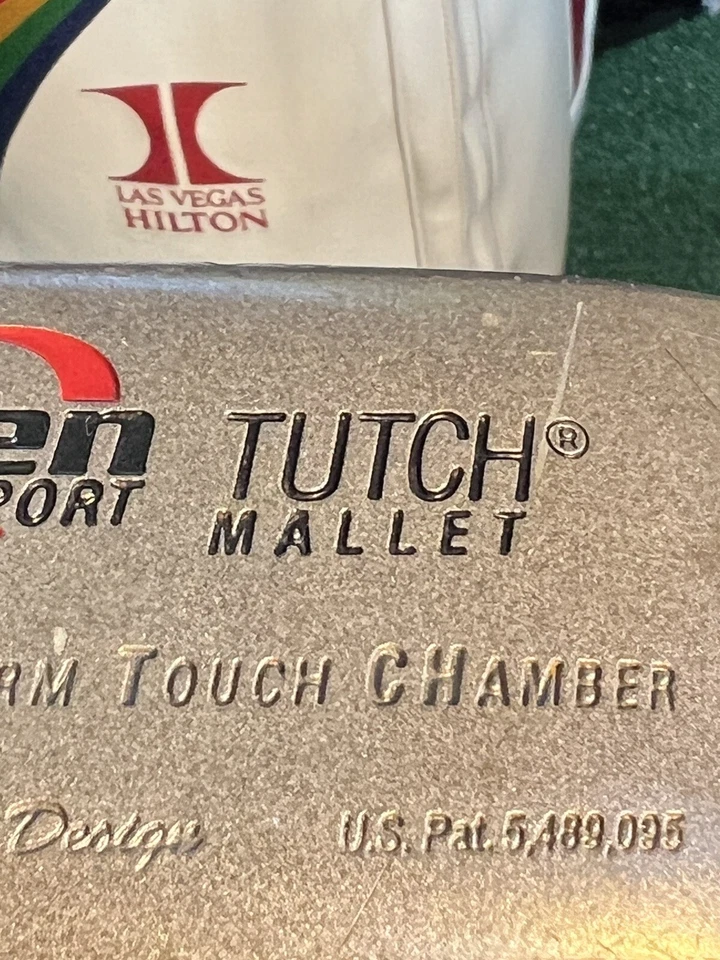 LAS VEGAS
HILTON
en TUTCH®
PORT MALLET
RM TOUCH CHAMBER
Design U.S. Pat. 5,489,095